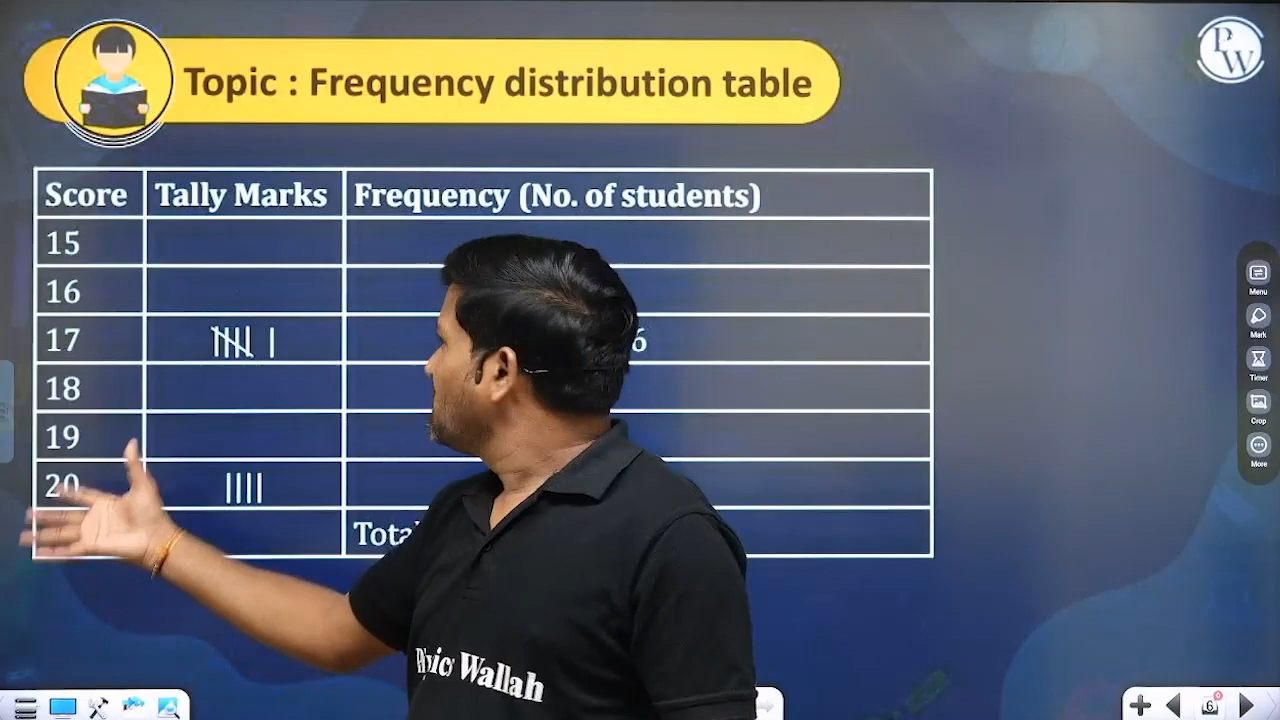 Topic : Frequency distribution table
PW
Score Tally Marks Frequency (No. of students)
15
16
17 6
18
19
20
Total
Menu
Mark
Timer
Crop
More
Wallah
6